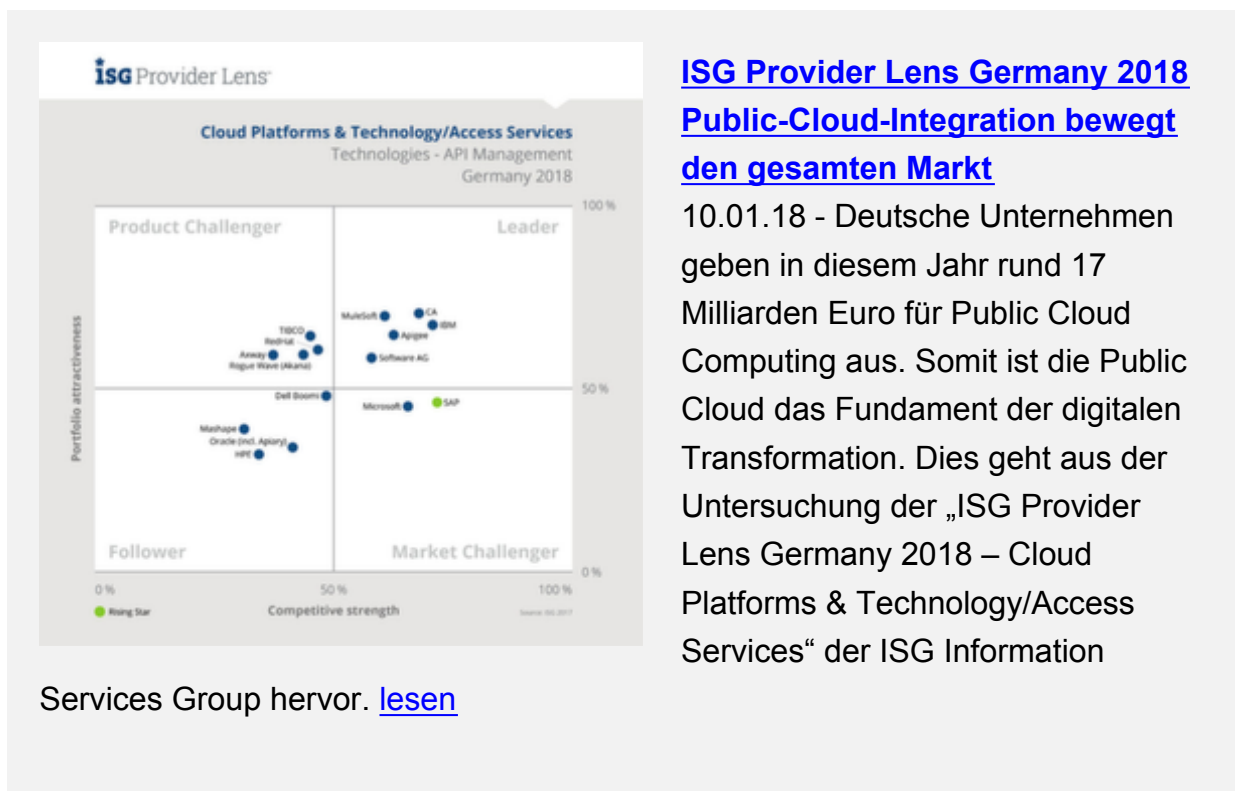 ISG Provider Lens™
Cloud Platforms & Technology/Access Services
Technologies - API Management
Germany 2018
100 %
Product Challenger
Leader
MuleSoft
CA
IBM
TIBCO
RedHat
Apigee
Axway
Software AG
Rogue Wave (Akana)
Portfolio attractiveness
50 %
Dell Boomi
Microsoft
SAP
Mashape
Oracle (incl. Apiary)
HPE
Follower
Market Challenger
0 %
0 %
50 %
100 %
Rising Star
Competitive strength
Source: ISG 2017
ISG Provider Lens Germany 2018
Public-Cloud-Integration bewegt
den gesamten Markt
10.01.18 - Deutsche Unternehmen
geben in diesem Jahr rund 17
Milliarden Euro für Public Cloud
Computing aus. Somit ist die Public
Cloud das Fundament der digitalen
Transformation. Dies geht aus der
Untersuchung der „ISG Provider
Lens Germany 2018 – Cloud
Platforms & Technology/Access
Services“ der ISG Information
Services Group hervor. lesen